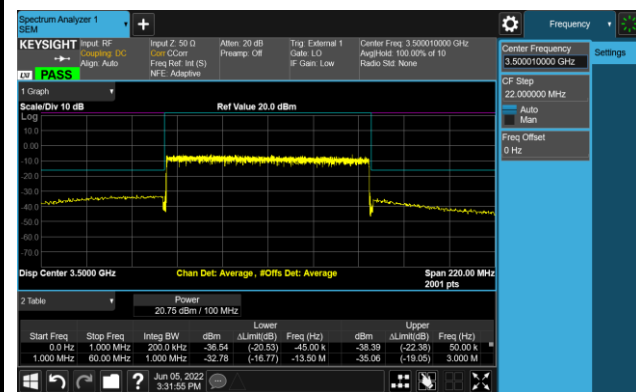 Spectrum Analyzer 1
SEM
Frequency
KEYSIGHT
Input: RF
Coupling: DC
Align: Auto
Input Z: 50 Ω
Corr CCorr
Freq Ref: Int (S)
NFE: Adaptive
Atten: 20 dB
Preamp: Off
Trig: External 1
Gate: LO
IF Gain: Low
Center Freq: 3.500010000 GHz
Avg|Hold: 100.00% of 10
Radio Std: None
LXI PASS
Center Frequency
3.500010000 GHz
Settings
CF Step
22.000000 MHz
Auto
Man
Freq Offset
0 Hz
1 Graph
Scale/Div 10 dB
Ref Value 20.0 dBm
Log
10.0
0.00
-10.0
-20.0
-30.0
-40.0
-50.0
-60.0
-70.0
Disp Center 3.5000 GHz
Chan Det: Average, #Offs Det: Average
Span 220.00 MHz
2001 pts
2 Table
Power
20.75 dBm / 100 MHz
Lower Upper
Start Freq Stop Freq Integ BW dBm ΔLimit(dB) Freq (Hz) dBm ΔLimit(dB) Freq (Hz)
0.0 Hz 1.000 MHz 200.0 kHz -36.54 (-20.53) -45.00 k -38.39 (-22.38) 50.00 k
1.000 MHz 60.00 MHz 1.000 MHz -32.78 (-16.77) -13.50 M -35.06 (-19.05) 3.000 M
Jun 05, 2022
3:31:55 PM